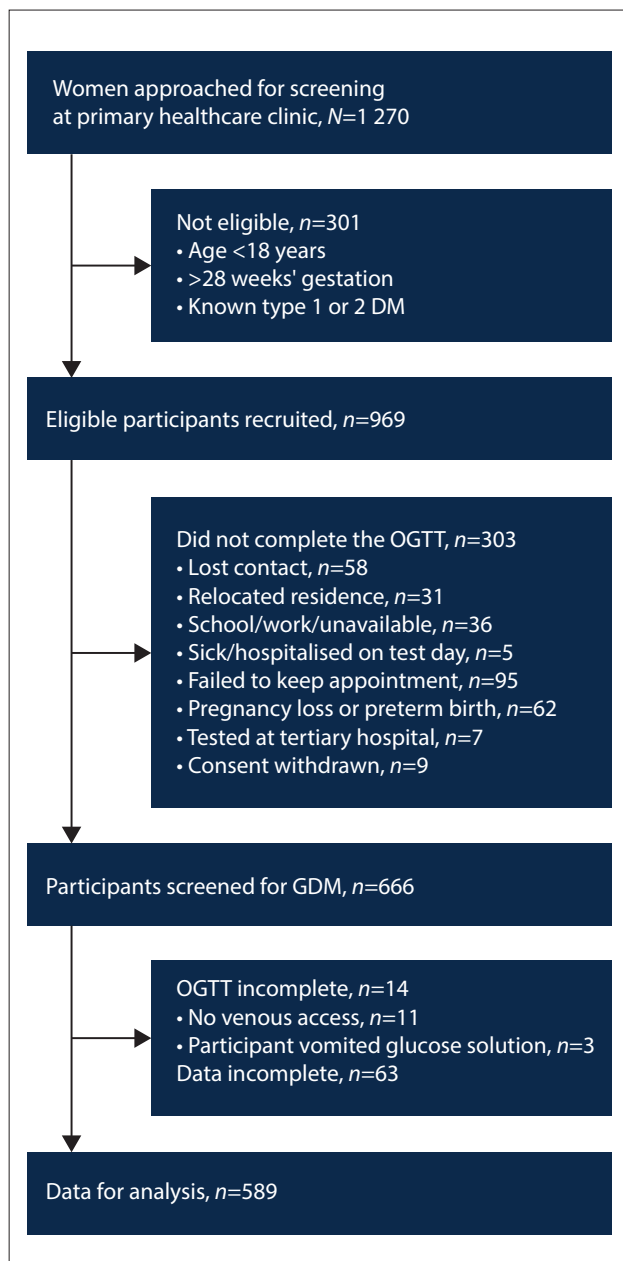 Women approached for screening
at primary healthcare clinic, N=1 270
Not eligible, n=301
• Age <18 years
• >28 weeks' gestation
• Known type 1 or 2 DM
Eligible participants recruited, n=969
Did not complete the OGTT, n=303
• Lost contact, n=58
• Relocated residence, n=31
• School/work/unavailable, n=36
• Sick/hospitalised on test day, n=5
• Failed to keep appointment, n=95
• Pregnancy loss or preterm birth, n=62
• Tested at tertiary hospital, n=7
• Consent withdrawn, n=9
Participants screened for GDM, n=666
OGTT incomplete, n=14
• No venous access, n=11
• Participant vomited glucose solution, n=3
Data incomplete, n=63
Data for analysis, n=589